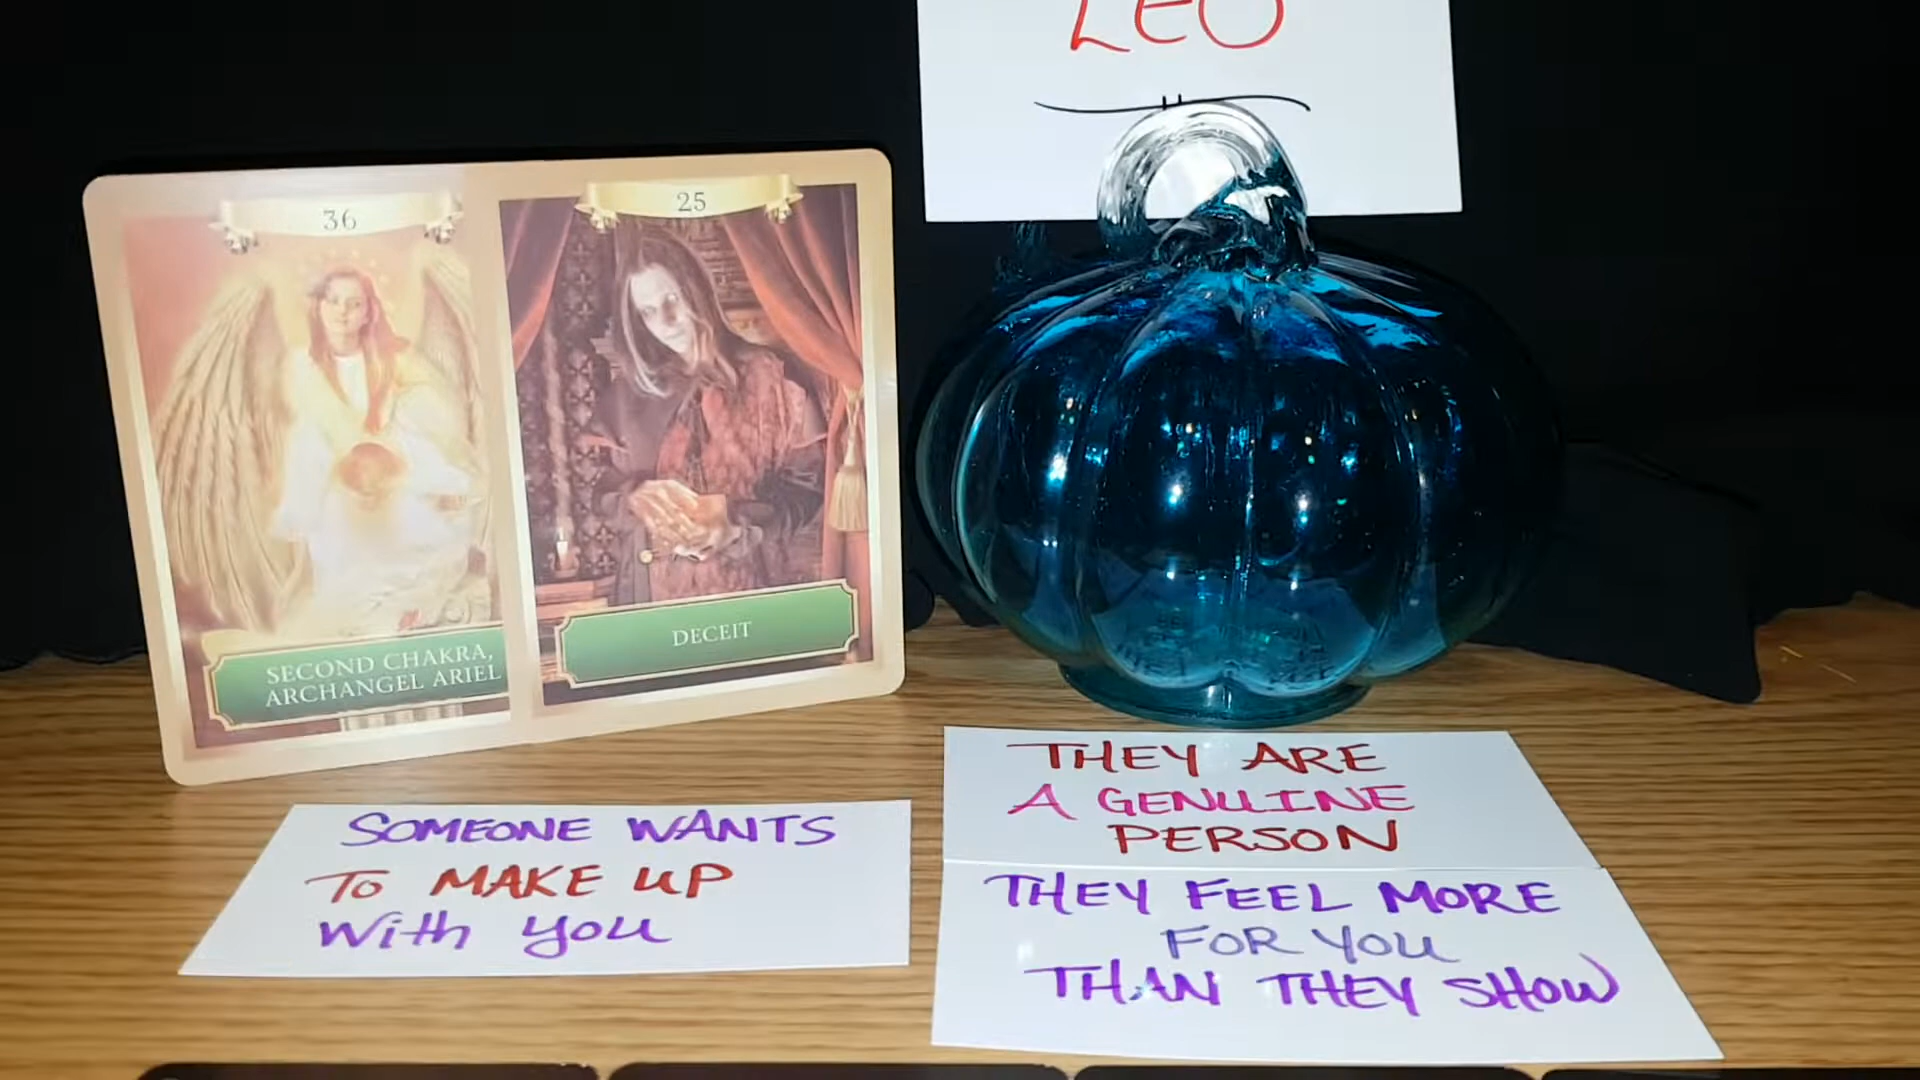 LEO
36
SECOND CHAKRA,
ARCHANGEL ARIEL
25
DECEIT
SOMEONE WANTS
TO MAKE UP
With you
THEY ARE
A GENUINE
PERSON
THEY FEEL MORE
FOR YOU
THAN THEY SHOW